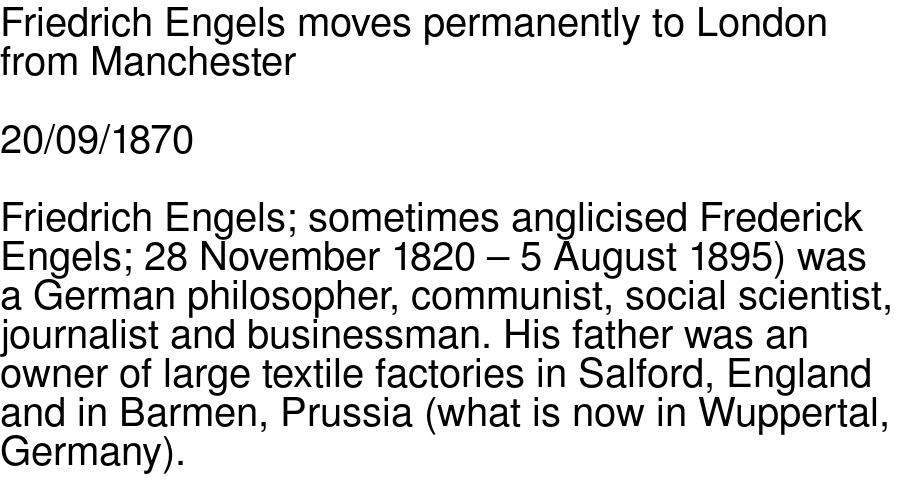 Friedrich Engels moves permanently to London
from Manchester
20/09/1870
Friedrich Engels; sometimes anglicised Frederick
Engels; 28 November 1820 – 5 August 1895) was
a German philosopher, communist, social scientist,
journalist and businessman. His father was an
owner of large textile factories in Salford, England
and in Barmen, Prussia (what is now in Wuppertal,
Germany).